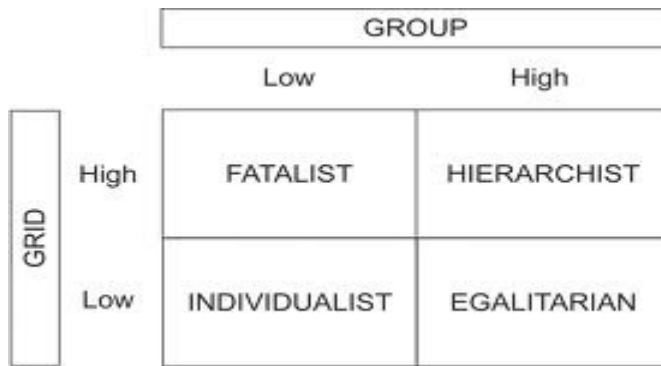 GROUP
Low High
GRID
High FATALIST HIERARCHIST
Low INDIVIDUALIST EGALITARIAN